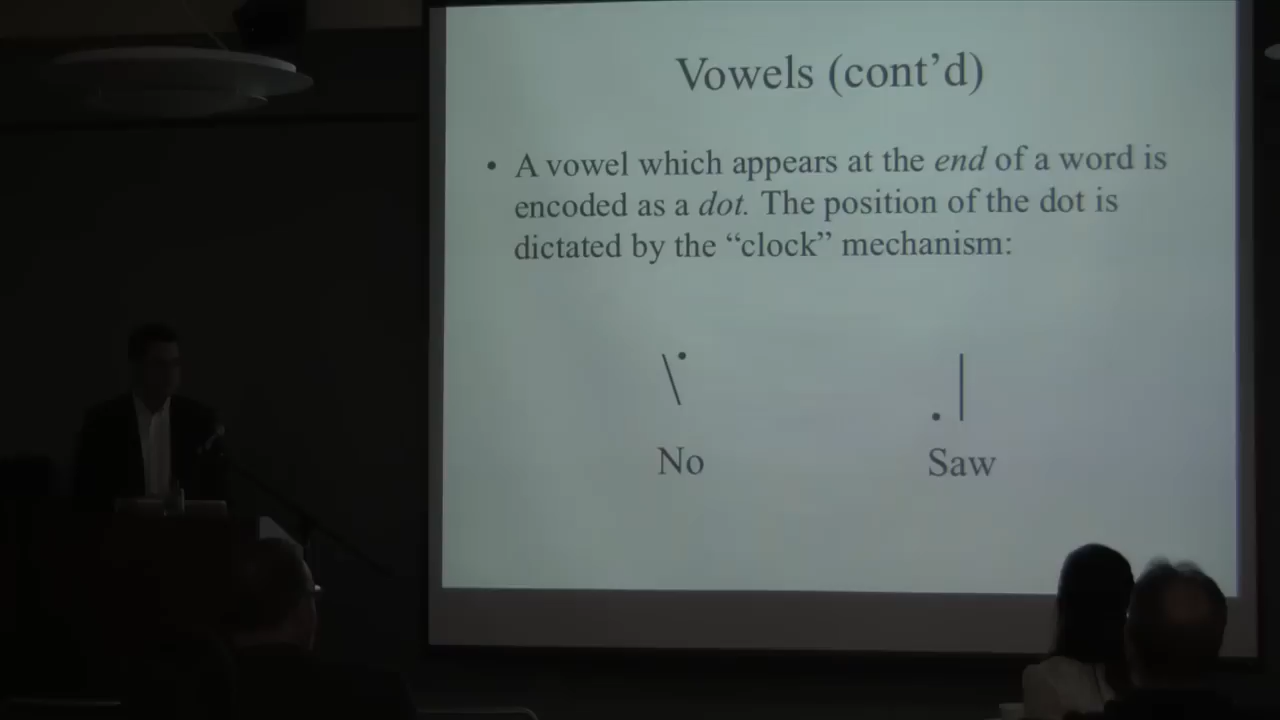 Vowels (cont’d)
• A vowel which appears at the end of a word is
encoded as a dot. The position of the dot is
dictated by the “clock” mechanism:
No
Saw